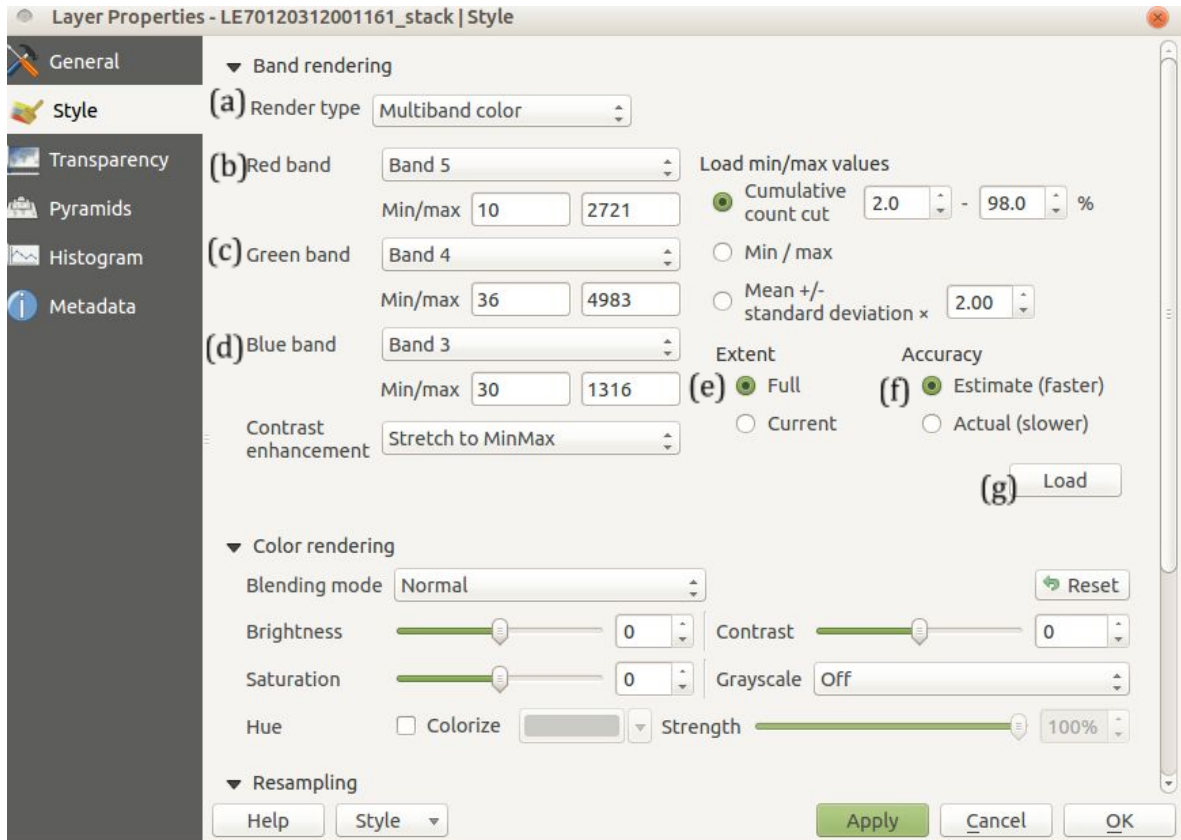 Layer Properties - LE70120312001161_stack | Style
General
Style
Transparency
Pyramids
Histogram
Metadata
Band rendering
(a) Render type Multiband color
(b) Red band Band 5
Min/max 10 2721
(c) Green band Band 4
Min/max 36 4983
(d) Blue band Band 3
Min/max 30 1316
Contrast
enhancement Stretch to MinMax
Load min/max values
Cumulative
count cut 2.0 - 98.0 %
Min / max
Mean +/-
standard deviation × 2.00
Extent
(e) Full
Current
Accuracy
(f) Estimate (faster)
Actual (slower)
(g) Load
Color rendering
Blending mode Normal Reset
Brightness 0 Contrast 0
Saturation 0 Grayscale Off
Hue Colorize Strength 100%
Resampling
Help Style Apply Cancel OK